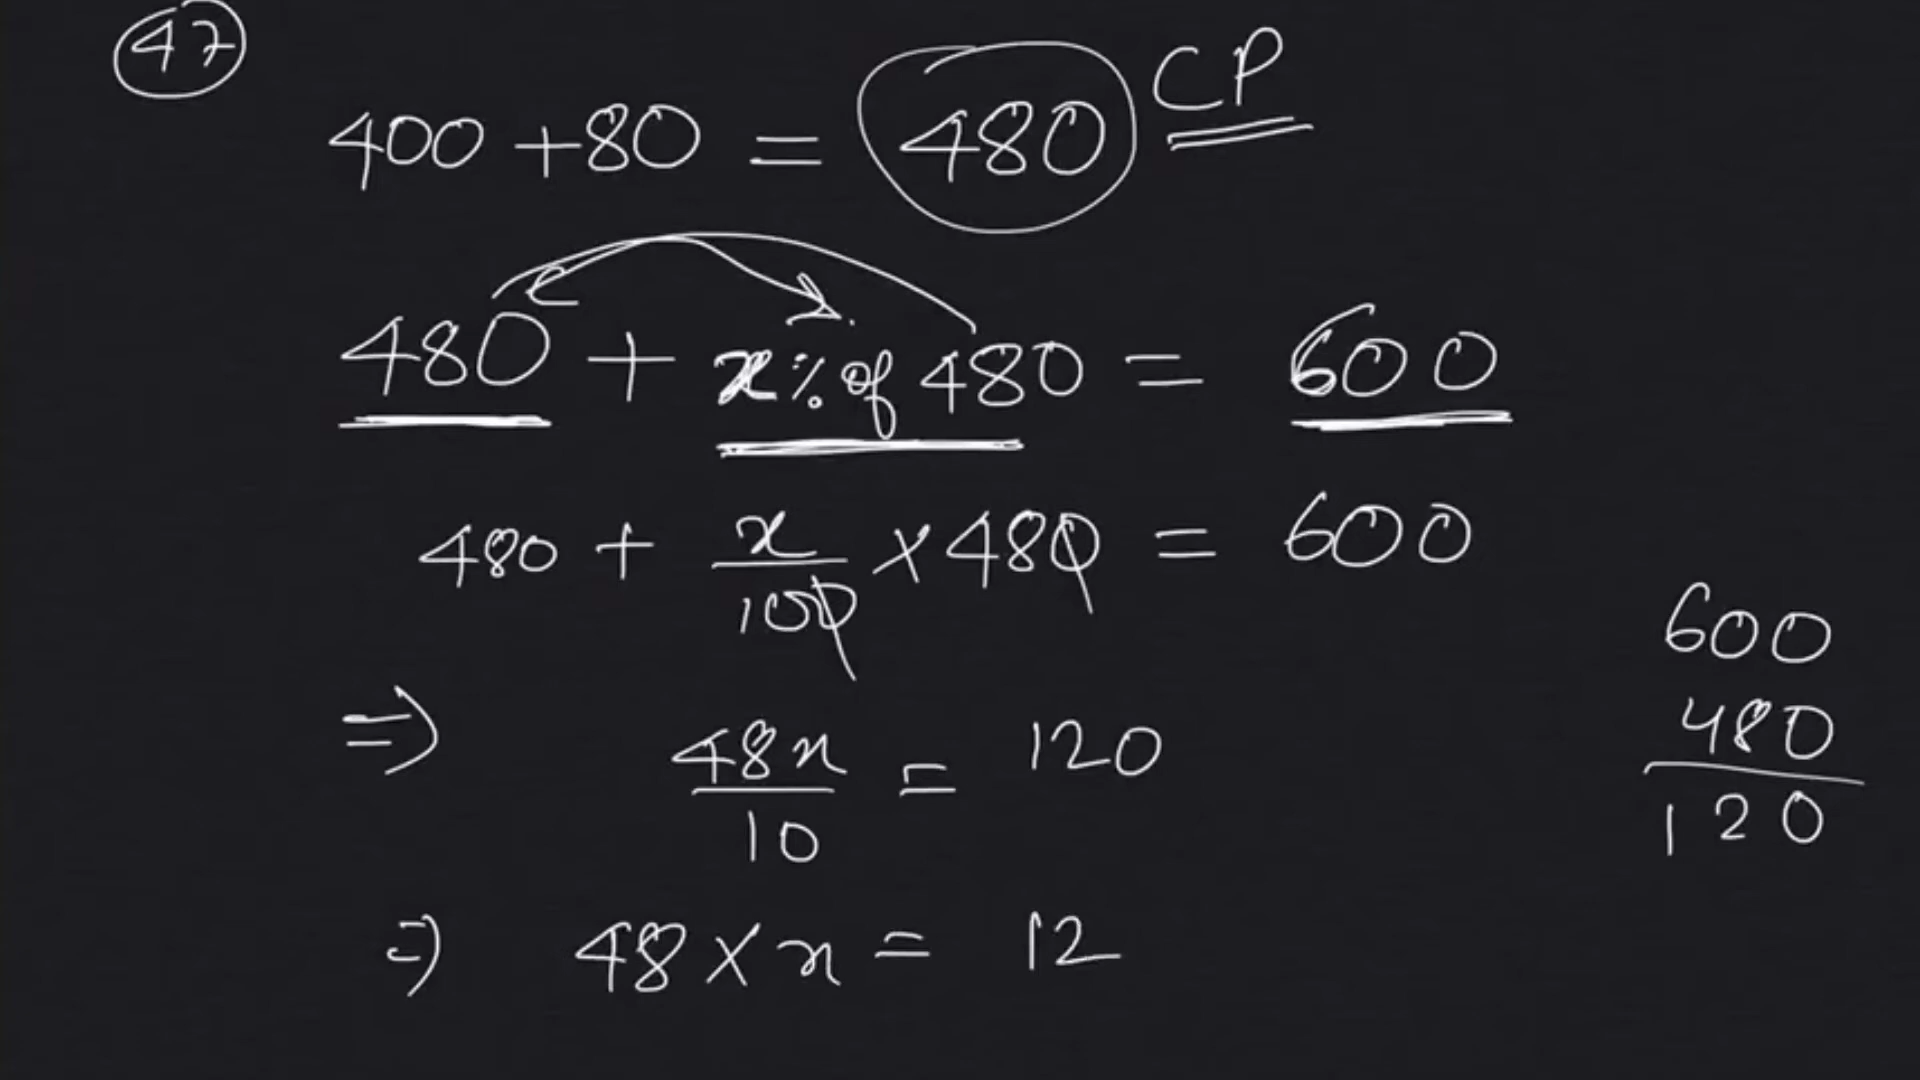 47
400 + 80 = 480 CP
480 + x% of 480 = 600
480 + x/100 × 480 = 600
⇒ 48x/10 = 120
⇒ 48 × x = 12
600
480
120